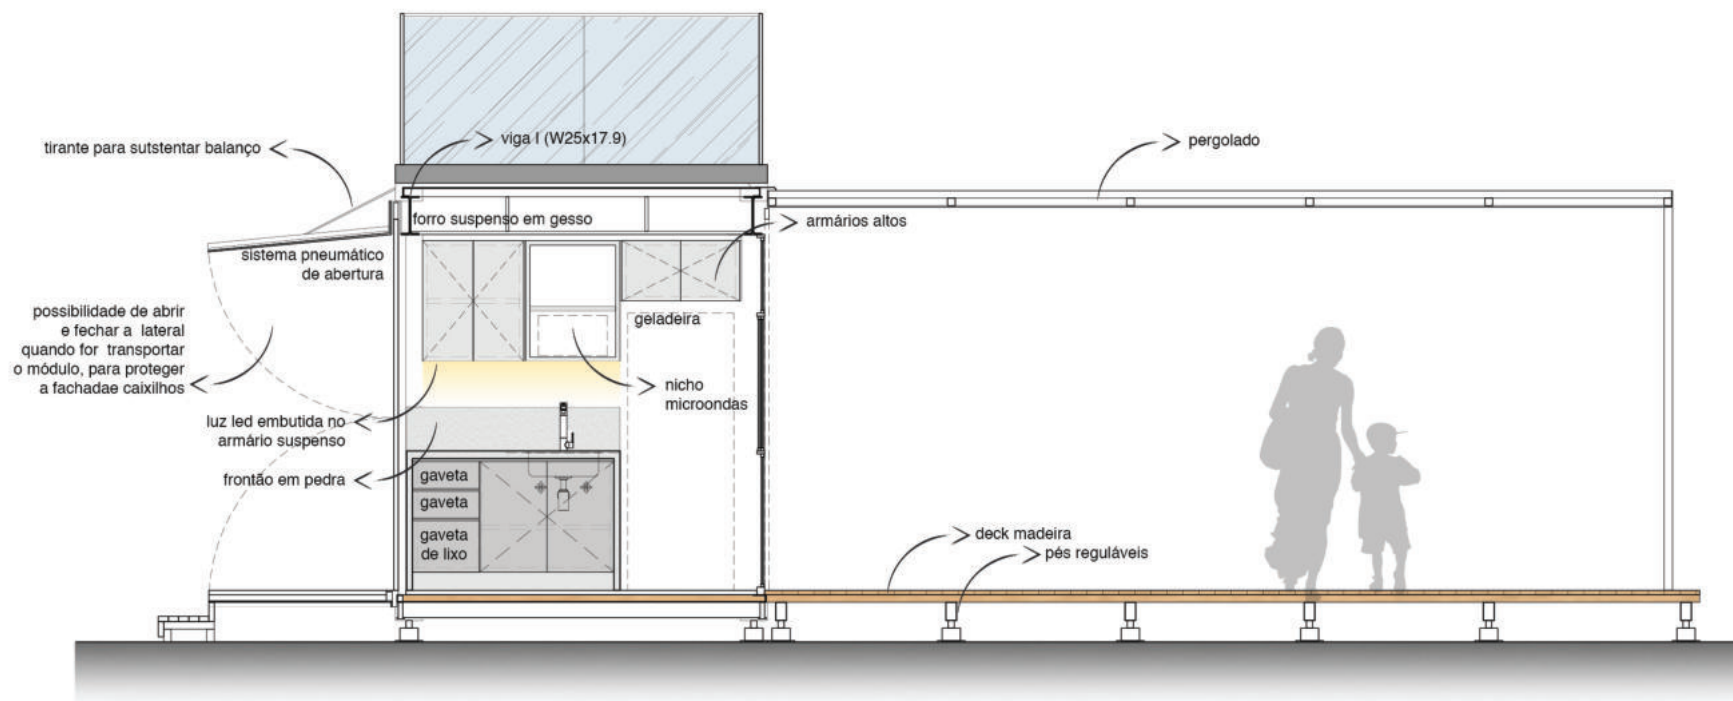 tirante para sutstentar balanço
viga I (W25x17.9)
pergolado
forro suspenso em gesso
armários altos
sistema pneumático
de abertura
possibilidade de abrir
e fechar a lateral
quando for transportar
o módulo, para proteger
a fachadae caixilhos
geladeira
nicho
microondas
luz led embutida no
armário suspenso
frontão em pedra
gaveta
gaveta
gaveta
de lixo
deck madeira
pés reguláveis